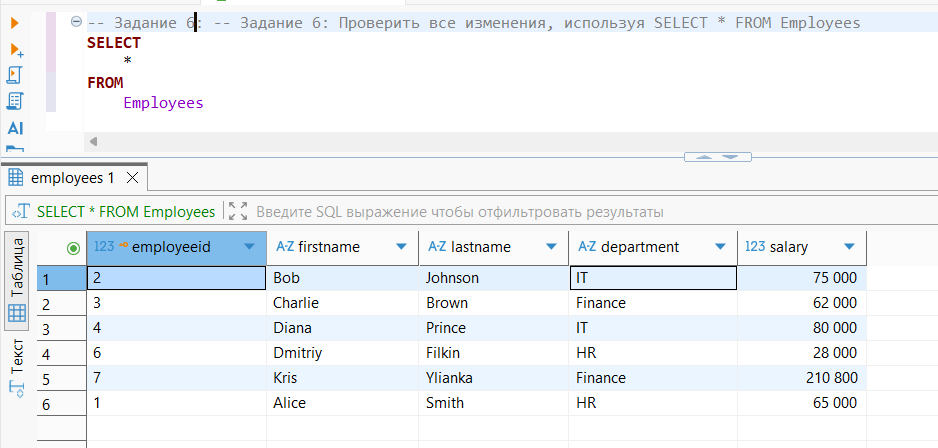 -- Задание 6: -- Задание 6: Проверить все изменения, используя SELECT * FROM Employees
SELECT
*
FROM
Employees
AI
employees 1
SELECT * FROM Employees Введите SQL выражение чтобы отфильтровать результаты
Таблица
Текст
123 employeeid A-Z firstname A-Z lastname A-Z department 123 salary
1 2 Bob Johnson IT 75 000
2 3 Charlie Brown Finance 62 000
3 4 Diana Prince IT 80 000
4 6 Dmitriy Filkin HR 28 000
5 7 Kris Ylianka Finance 210 800
6 1 Alice Smith HR 65 000